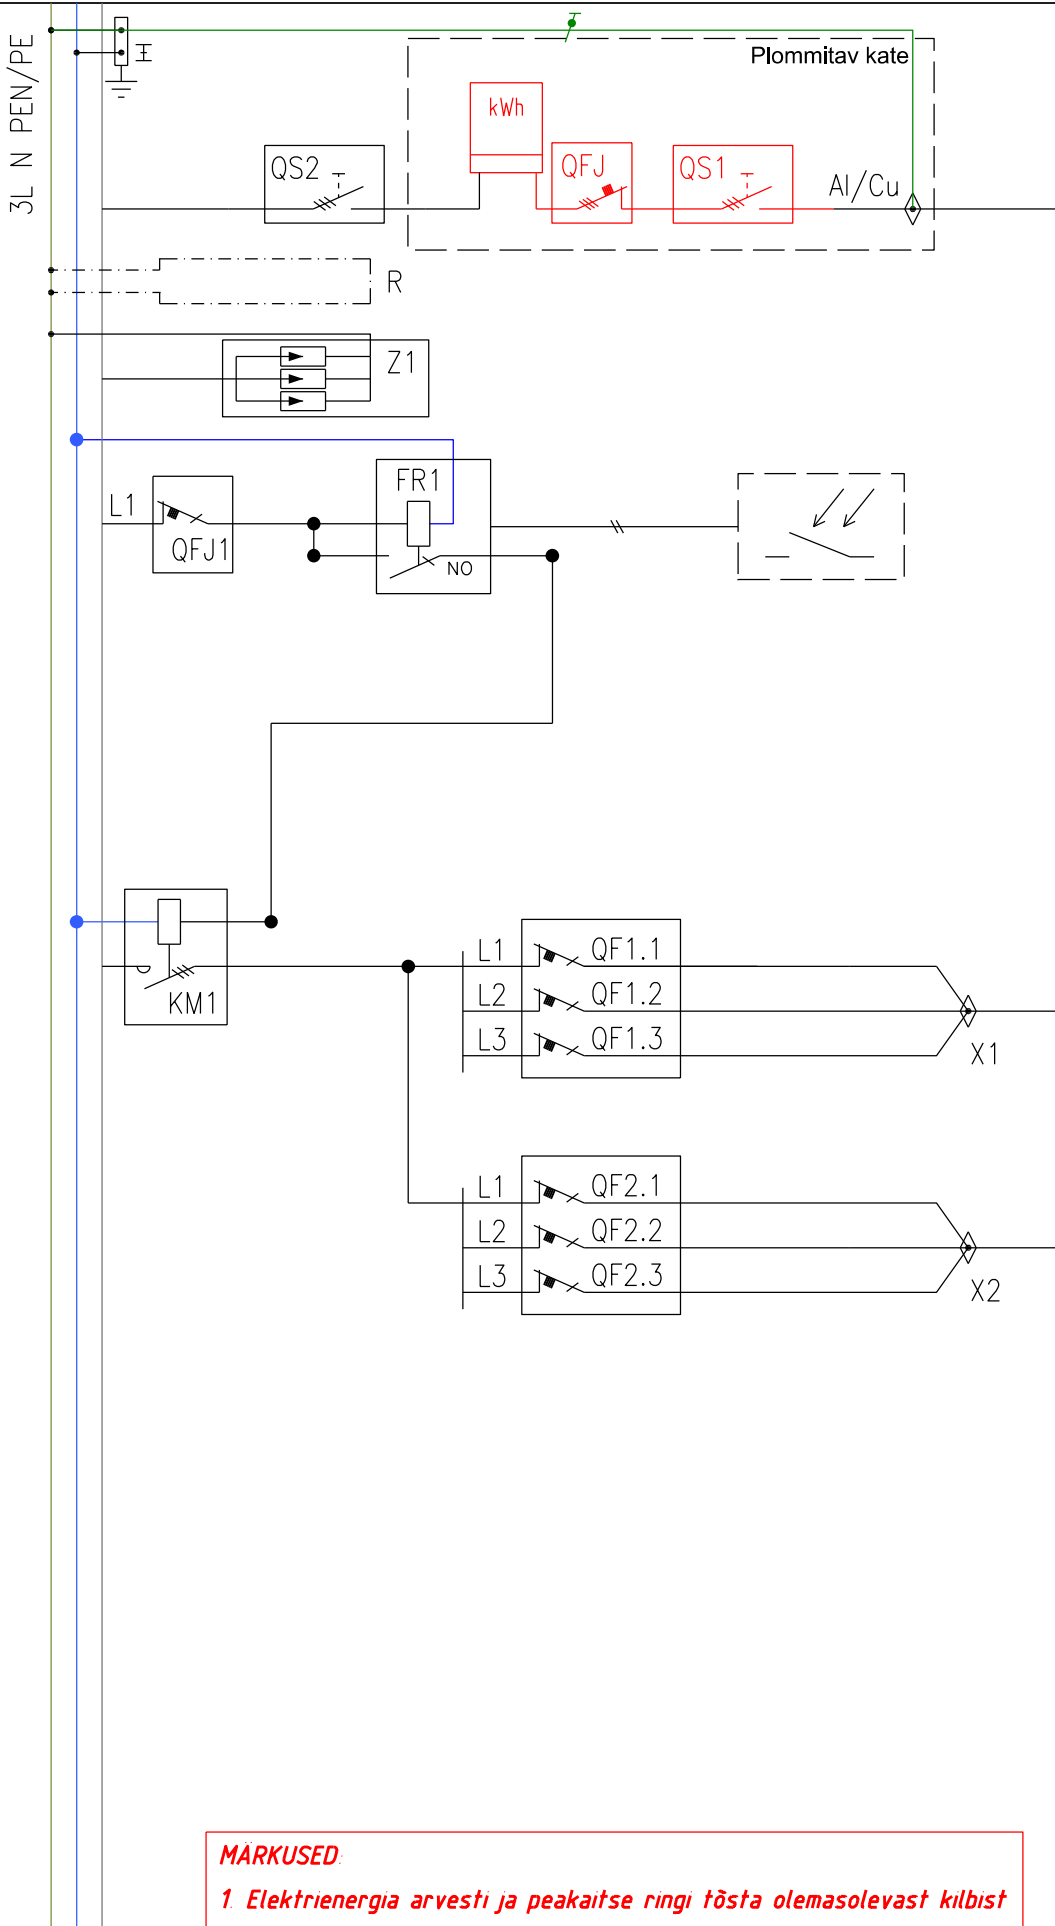 3L N PEN/PE
Plommitav kate
kWh
QS2
QFJ
QS1
Al/Cu
R
Z1
FR1
L1
QFJ1
NO
KM1
L1
QF1.1
L2
QF1.2
L3
QF1.3
X1
L1
QF2.1
L2
QF2.2
L3
QF2.3
X2
MÄRKUSED:
1. Elektrienergia arvesti ja peakaitse ringi tõsta olemasolevast kilbist